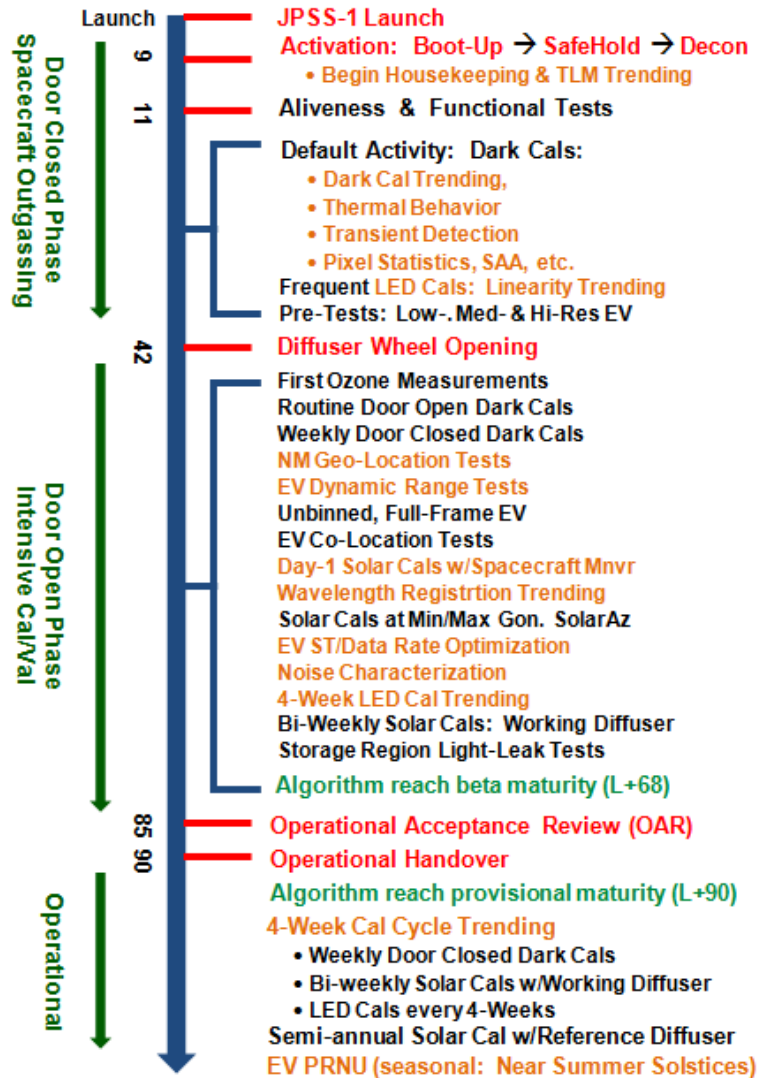 Launch
JPSS-1 Launch
9
Activation: Boot-Up → SafeHold → Decon
• Begin Housekeeping & TLM Trending
11
Aliveness & Functional Tests
Door Closed Phase
Spacecraft Outgassing
Default Activity: Dark Cals:
• Dark Cal Trending,
• Thermal Behavior
• Transient Detection
• Pixel Statistics, SAA, etc.
Frequent LED Cals: Linearity Trending
Pre-Tests: Low-. Med- & Hi-Res EV
42
Diffuser Wheel Opening
Door Open Phase
Intensive Cal/Val
First Ozone Measurements
Routine Door Open Dark Cals
Weekly Door Closed Dark Cals
NM Geo-Location Tests
EV Dynamic Range Tests
Unbinned, Full-Frame EV
EV Co-Location Tests
Day-1 Solar Cals w/Spacecraft Mnvr
Wavelength Registrtion Trending
Solar Cals at Min/Max Gon. SolarAz
EV ST/Data Rate Optimization
Noise Characterization
4-Week LED Cal Trending
Bi-Weekly Solar Cals: Working Diffuser
Storage Region Light-Leak Tests
Algorithm reach beta maturity (L+68)
85
Operational Acceptance Review (OAR)
90
Operational Handover
Operational
Algorithm reach provisional maturity (L+90)
4-Week Cal Cycle Trending
• Weekly Door Closed Dark Cals
• Bi-weekly Solar Cals w/Working Diffuser
• LED Cals every 4-Weeks
Semi-annual Solar Cal w/Reference Diffuser
EV PRNU (seasonal: Near Summer Solstices)